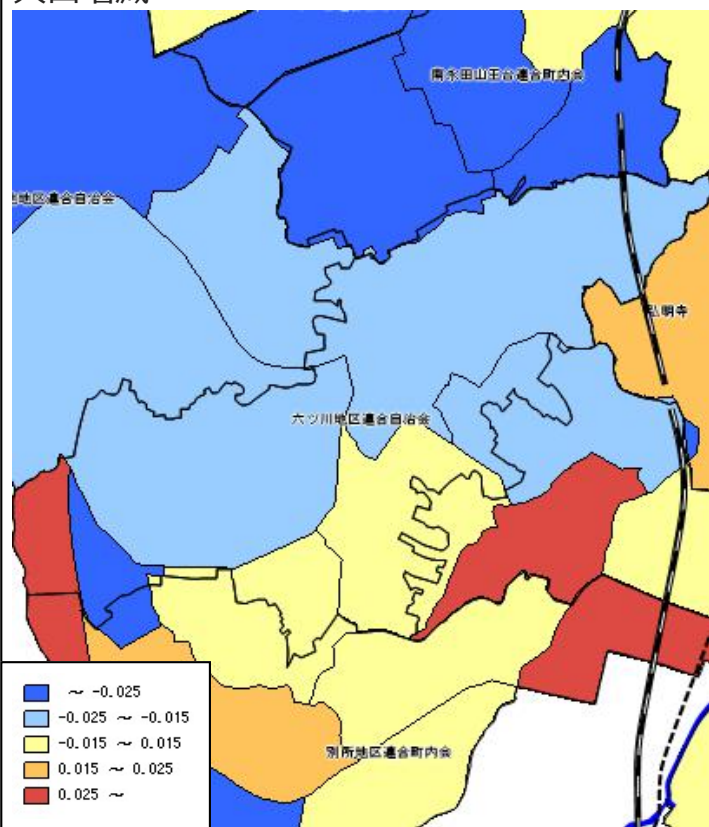 南永田山王台連合町内会
地区連合自治会
弘明寺
六ツ川地区連合自治会
別所地区連合町内会
～ -0.025
-0.025 ～ -0.015
-0.015 ～ 0.015
0.015 ～ 0.025
0.025 ～